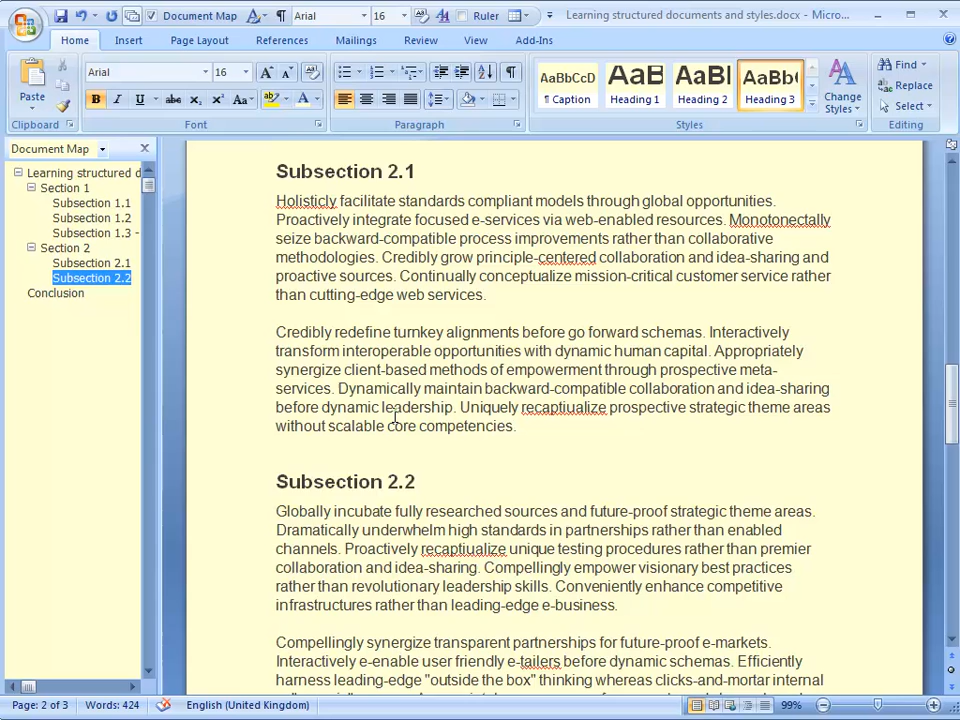 Document Map
Arial
16
Ruler
Learning structured documents and styles.docx - Micro...
Home
Insert
Page Layout
References
Mailings
Review
View
Add-Ins
Paste
Arial
16
AaBbCcD
AaB
AaBl
AaBb(
¶ Caption
Heading 1
Heading 2
Heading 3
Change
Styles
Find
Replace
Select
Clipboard
Font
Paragraph
Styles
Editing
Document Map
Learning structured d
Section 1
Subsection 1.1
Subsection 1.2
Subsection 1.3 -
Section 2
Subsection 2.1
Subsection 2.2
Conclusion
Subsection 2.1
Holisticly facilitate standards compliant models through global opportunities.
Proactively integrate focused e-services via web-enabled resources. Monotonectally
seize backward-compatible process improvements rather than collaborative
methodologies. Credibly grow principle-centered collaboration and idea-sharing and
proactive sources. Continually conceptualize mission-critical customer service rather
than cutting-edge web services.
Credibly redefine turnkey alignments before go forward schemas. Interactively
transform interoperable opportunities with dynamic human capital. Appropriately
synergize client-based methods of empowerment through prospective meta-
services. Dynamically maintain backward-compatible collaboration and idea-sharing
before dynamic leadership. Uniquely recaptiualize prospective strategic theme areas
without scalable core competencies.
Subsection 2.2
Globally incubate fully researched sources and future-proof strategic theme areas.
Dramatically underwhelm high standards in partnerships rather than enabled
channels. Proactively recaptiualize unique testing procedures rather than premier
collaboration and idea-sharing. Compellingly empower visionary best practices
rather than revolutionary leadership skills. Conveniently enhance competitive
infrastructures rather than leading-edge e-business.
Compellingly synergize transparent partnerships for future-proof e-markets.
Interactively e-enable user friendly e-tailers before dynamic schemas. Efficiently
harness leading-edge "outside the box" thinking whereas clicks-and-mortar internal
Page: 2 of 3
Words: 424
English (United Kingdom)
99%